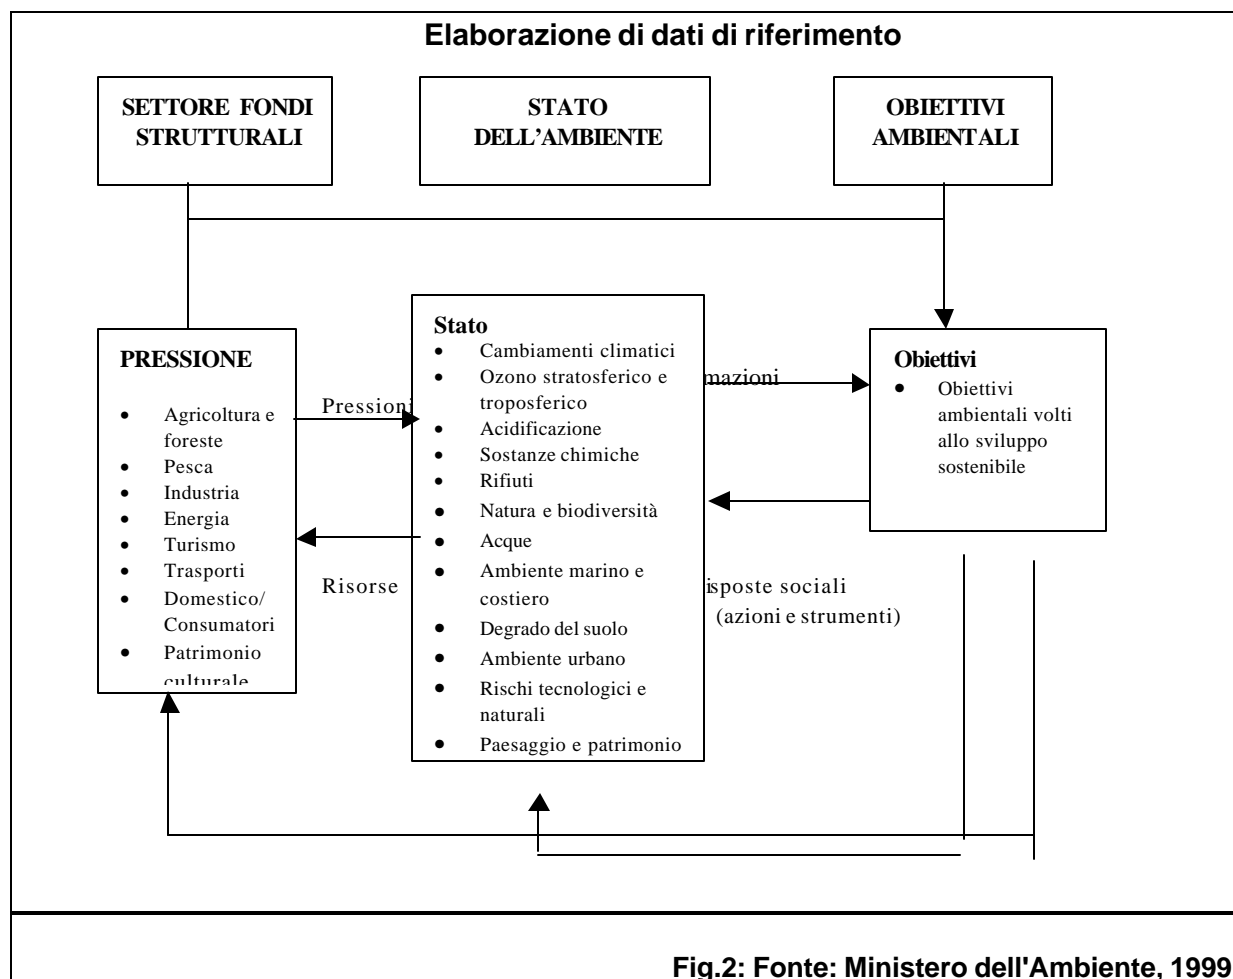 Elaborazione di dati di riferimento
SETTORE FONDI
STRUTTURALI
STATO
DELL'AMBIENTE
OBIETTIVI
AMBIENTALI
PRESSIONE
• Agricoltura e
foreste
• Pesca
• Industria
• Energia
• Turismo
• Trasporti
• Domestico/
Consumatori
• Patrimonio
culturale
Pressioni
Risorse
Stato
• Cambiamenti climatici
• Ozono stratosferico e
troposferico
• Acidificazione
• Sostanze chimiche
• Rifiuti
• Natura e biodiversità
• Acque
• Ambiente marino e
costiero
• Degrado del suolo
• Ambiente urbano
• Rischi tecnologici e
naturali
• Paesaggio e patrimonio
mazioni
isposte sociali
(azioni e strumenti)
Obiettivi
• Obiettivi
ambientali volti
allo sviluppo
sostenibile
Fig.2: Fonte: Ministero dell'Ambiente, 1999